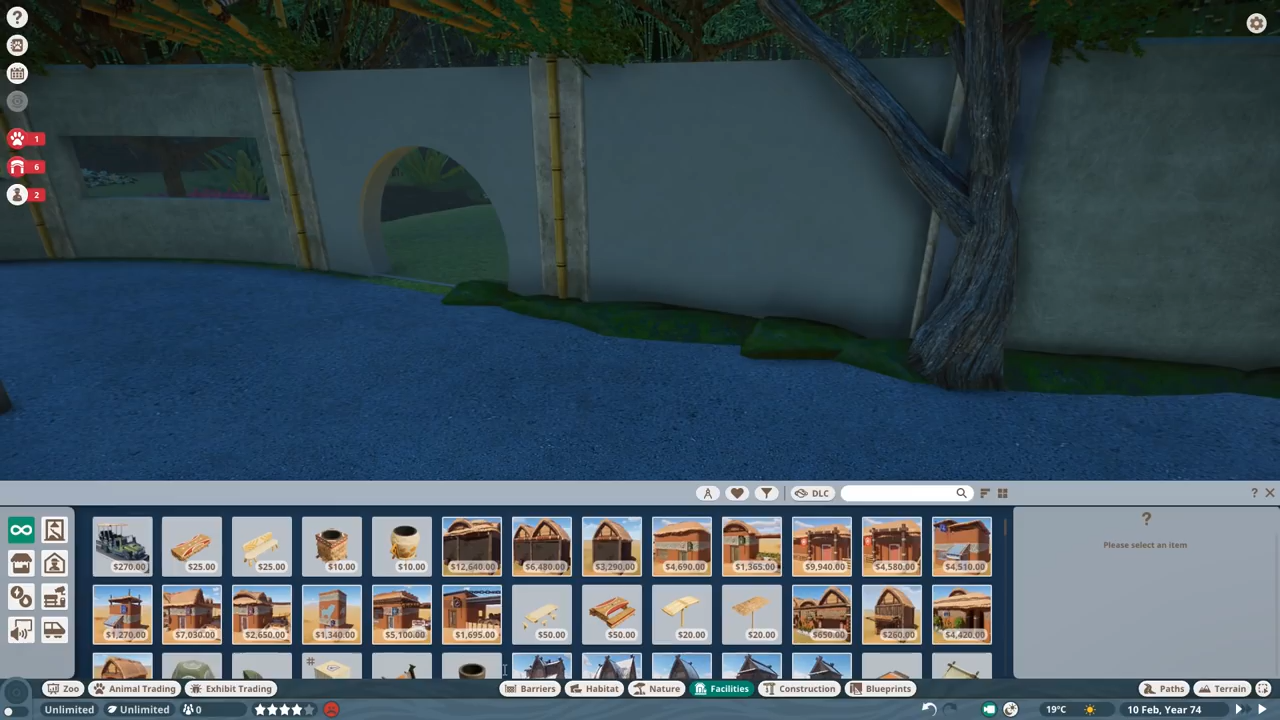 ?
1
6
2
DLC
?
$270.00 $25.00 $25.00 $10.00 $10.00 $12,640.00 $6,480.00 $3,290.00 $4,690.00 $1,365.00 $9,940.00 $4,580.00 $4,510.00
?
Please select an item
$1,270.00 $7,030.00 $2,650.00 $1,340.00 $5,100.00 $1,695.00 $50.00 $50.00 $20.00 $20.00 $650.00 $260.00 $4,420.00
#
Zoo Animal Trading Exhibit Trading Barriers Habitat Nature Facilities Construction Blueprints Paths Terrain
Unlimited Unlimited 0 19°C 10 Feb, Year 74